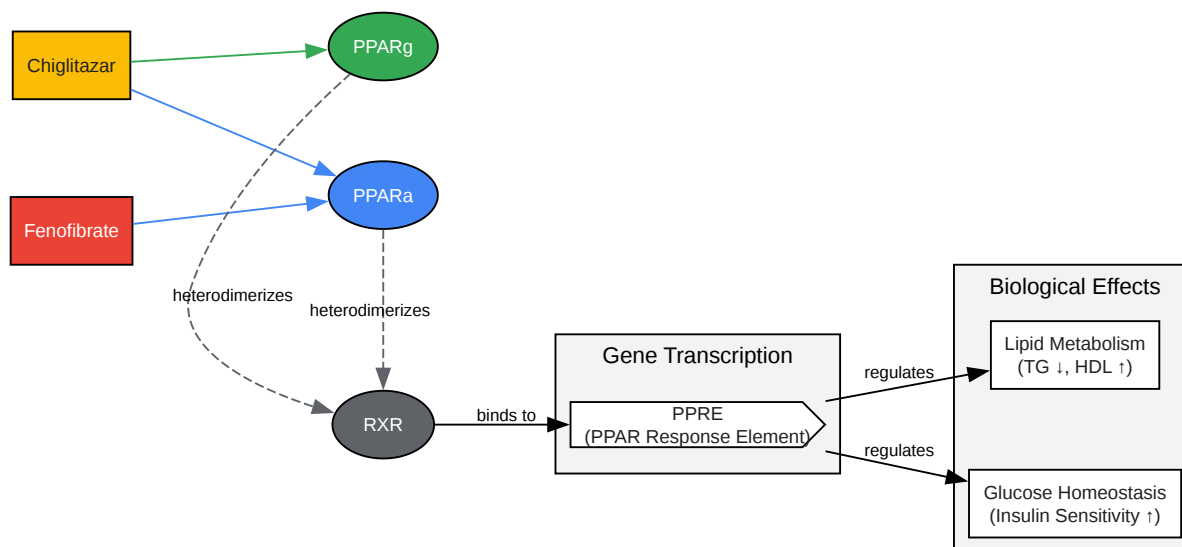 PPARg
Chiglitazar
PPARa
Fenofibrate
heterodimerizes
heterodimerizes
RXR
binds to
Gene Transcription
PPRE
(PPAR Response Element)
regulates
regulates
Biological Effects
Lipid Metabolism
(TG ↓, HDL ↑)
Glucose Homeostasis
(Insulin Sensitivity ↑)